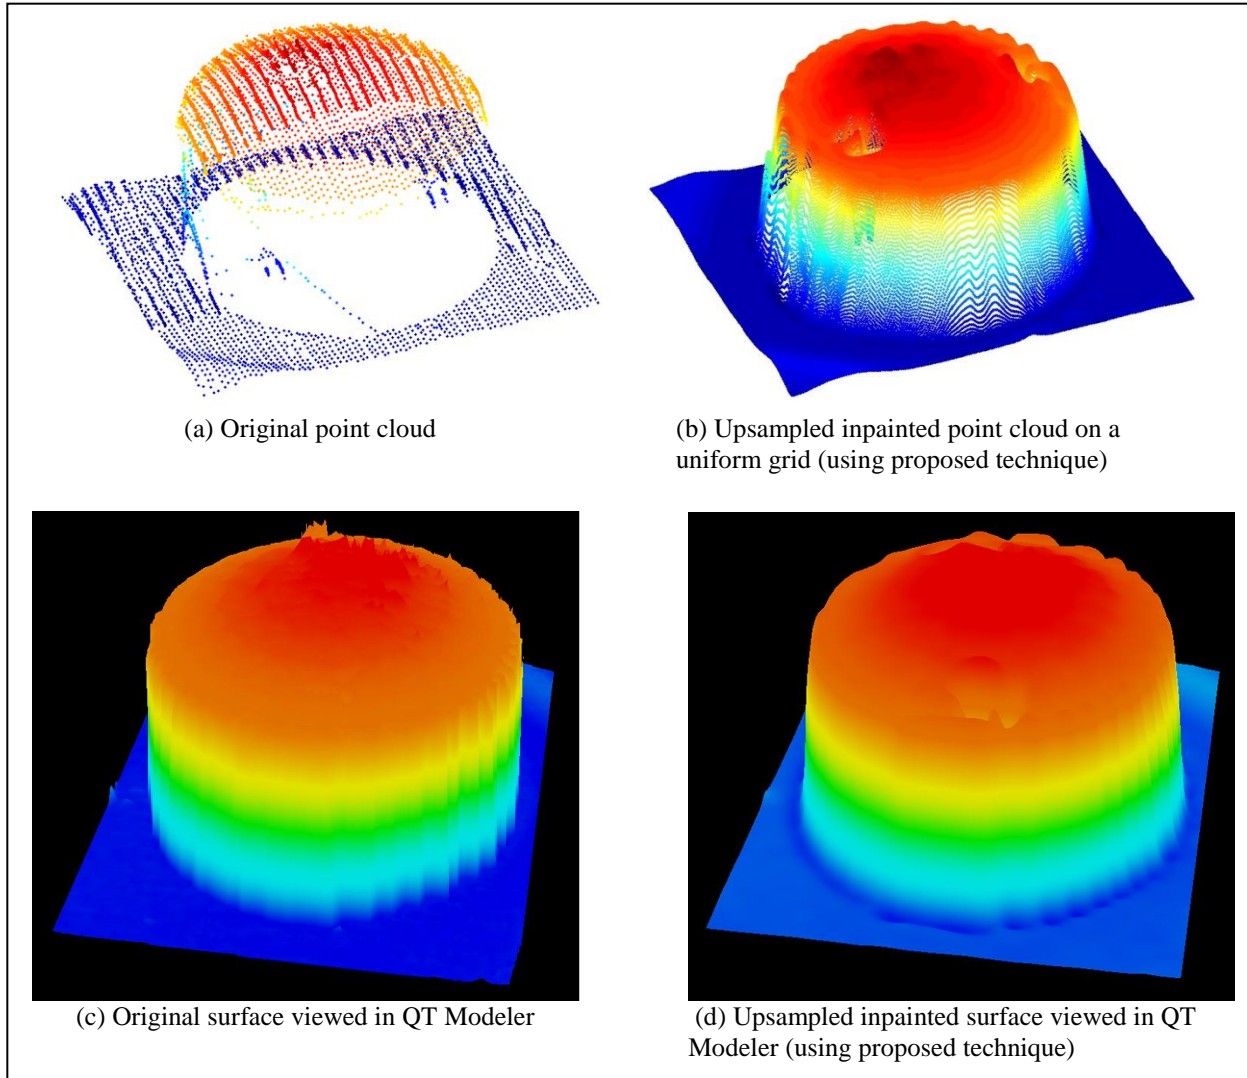 (a) Original point cloud
(b) Upsampled inpainted point cloud on a
uniform grid (using proposed technique)
(c) Original surface viewed in QT Modeler
(d) Upsampled inpainted surface viewed in QT
Modeler (using proposed technique)